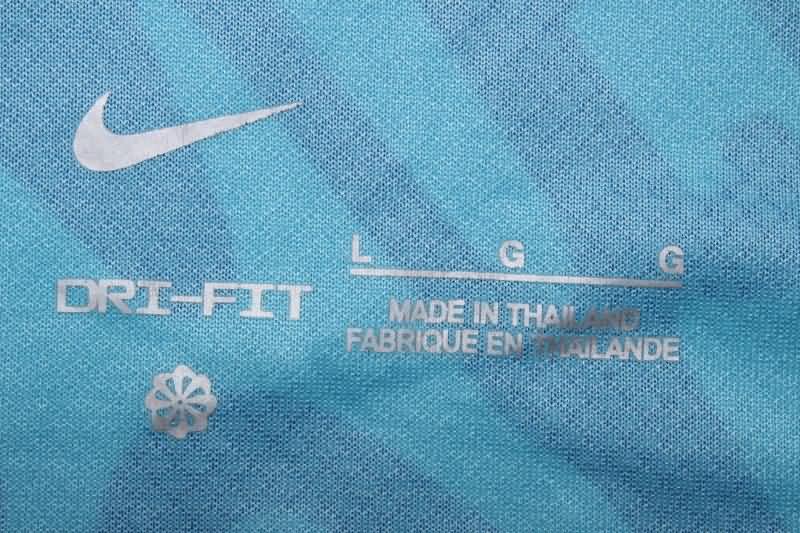 DRI-FIT
L G G
MADE IN THAILAND
FABRIQUE EN THAILANDE